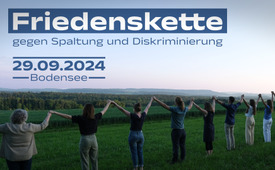 Friedenskette
gegen Spaltung und Diskriminierung
29.09.2024
Bodensee